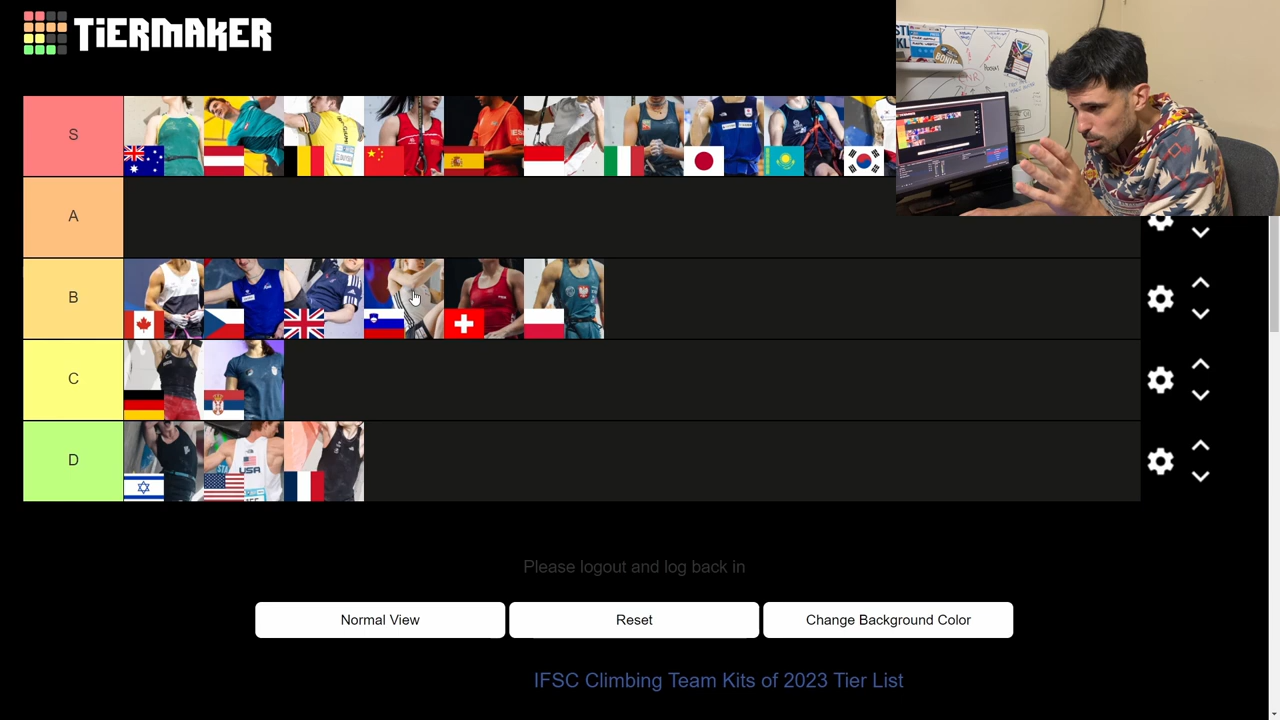 TiERMAKER
S
A
B
C
D
USA
Please logout and log back in
Normal View
Reset
Change Background Color
IFSC Climbing Team Kits of 2023 Tier List